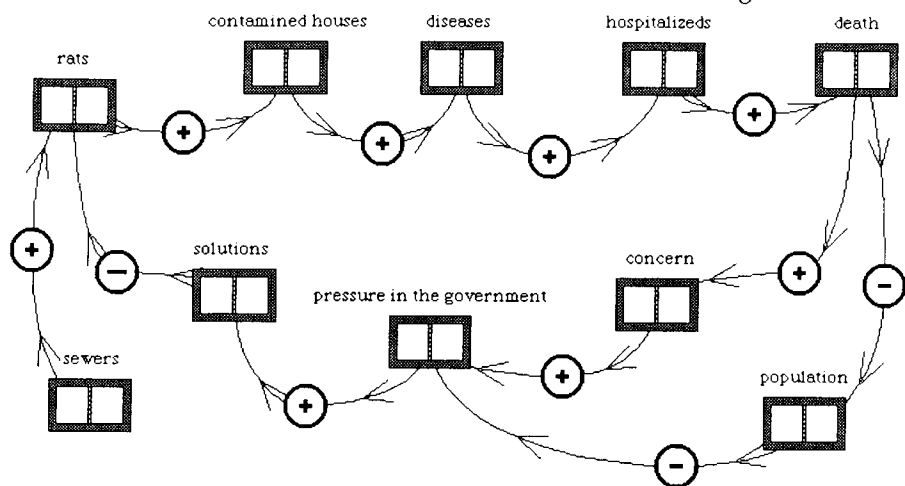 contamined houses
diseases
hospitalizeds
death
rats
+
+
+
+
solutions
concern
+
−
+
−
pressure in the government
sewers
population
+
+
−